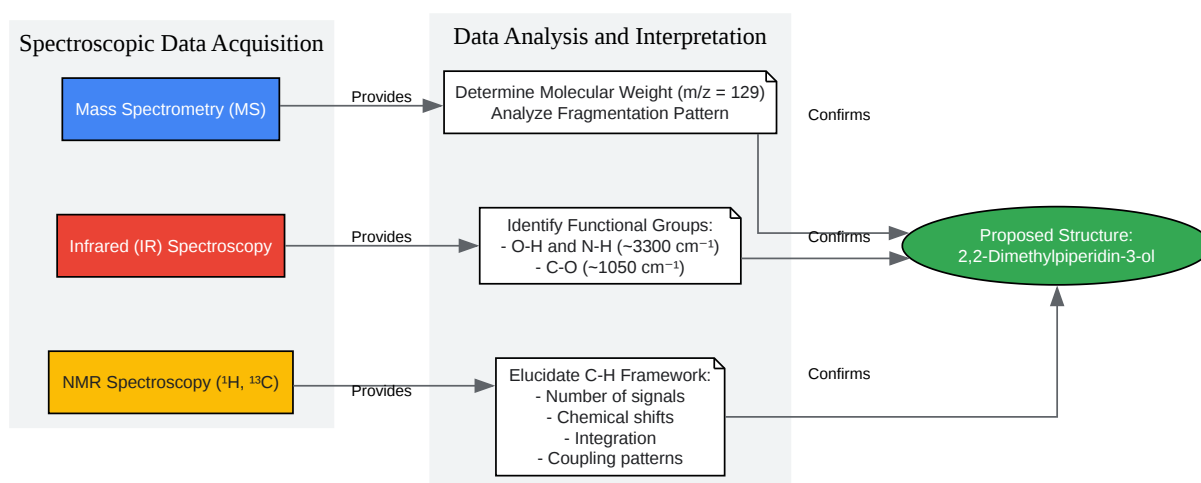 Spectroscopic Data Acquisition
Data Analysis and Interpretation
Mass Spectrometry (MS)
Provides
Determine Molecular Weight (m/z = 129)
Analyze Fragmentation Pattern
Confirms
Infrared (IR) Spectroscopy
Provides
Identify Functional Groups:
- O-H and N-H (~3300 cm⁻¹)
- C-O (~1050 cm⁻¹)
Confirms
Proposed Structure:
2,2-Dimethylpiperidin-3-ol
NMR Spectroscopy (¹H, ¹³C)
Provides
Elucidate C-H Framework:
- Number of signals
- Chemical shifts
- Integration
- Coupling patterns
Confirms